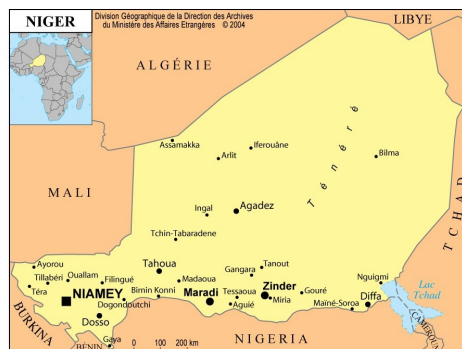 NIGER
Division Géographique de la Direction des Archives
du Ministère des Affaires Etrangères © 2004
LIBYE
ALGÉRIE
Assamakka
Iferouâne
Arlit
Bilma
Ténéré
MALI
Ingal
Agadez
TCHAD
Tchin-Tabaradene
Tahoua
Tanout
Ayorou
Gangara
Nguigmi
Tillabéri
Ouallam
Filingué
Madaoua
Téra
Zinder
Lac
Tchad
NIAMEY
Birnin Konni
Maradi
Tessaoua
Gouré
Dogondoutchi
Aguié
Miria
Diffa
Maïné-Soroa
Dosso
BURKINA
Gaya
BÉNIN
0 100 200 km
NIGERIA
CAMEROUN